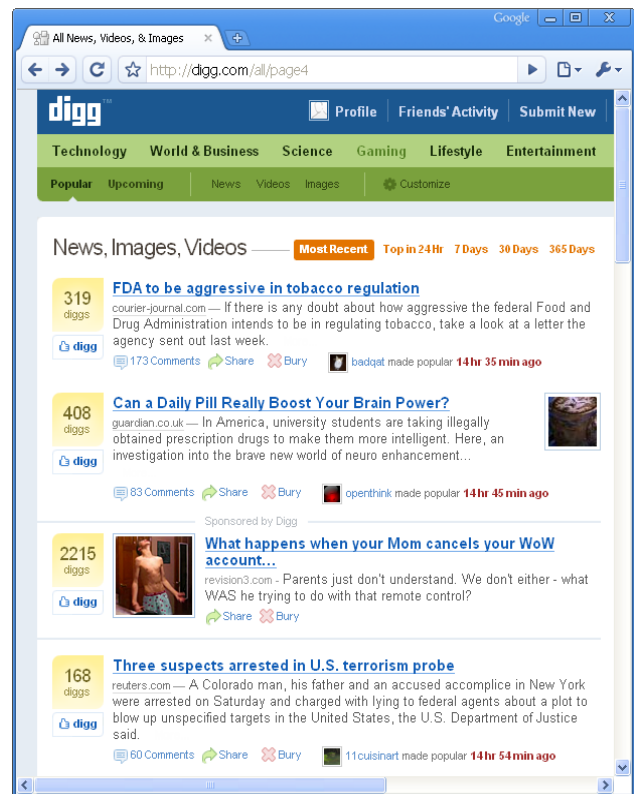 Google
All News, Videos, & Images
http://digg.com/all/page4
digg™
Profile Friends' Activity Submit New
Technology World & Business Science Gaming Lifestyle Entertainment
Popular Upcoming News Videos Images Customize
News, Images, Videos Most Recent Top in 24 Hr 7 Days 30 Days 365 Days
319
diggs
digg
FDA to be aggressive in tobacco regulation
courier-journal.com — If there is any doubt about how aggressive the federal Food and
Drug Administration intends to be in regulating tobacco, take a look at a letter the
agency sent out last week.
173 Comments Share Bury badqat made popular 14 hr 35 min ago
408
diggs
digg
Can a Daily Pill Really Boost Your Brain Power?
guardian.co.uk — In America, university students are taking illegally
obtained prescription drugs to make them more intelligent. Here, an
investigation into the brave new world of neuro enhancement...
83 Comments Share Bury openthink made popular 14 hr 45 min ago
Sponsored by Digg
2215
diggs
digg
What happens when your Mom cancels your WoW
account...
revision3.com - Parents just don't understand. We don't either - what
WAS he trying to do with that remote control?
Share Bury
168
diggs
digg
Three suspects arrested in U.S. terrorism probe
reuters.com — A Colorado man, his father and an accused accomplice in New York
were arrested on Saturday and charged with lying to federal agents about a plot to
blow up unspecified targets in the United States, the U.S. Department of Justice
said.
60 Comments Share Bury 11cuisinart made popular 14 hr 54 min ago